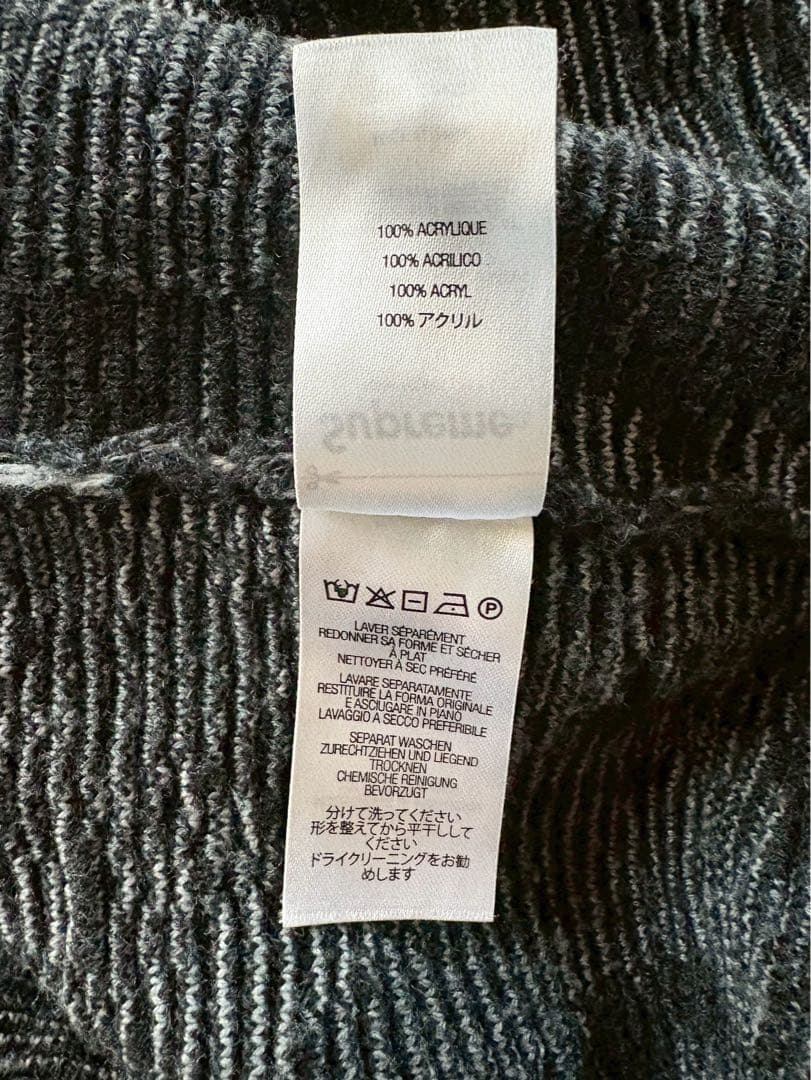 100% ACRYLIQUE
100% ACRILICO
100% ACRYL
100% アクリル
Supreme
P
LAVER SÉPARÉMENT
REDONNER SA FORME ET SÉCHER
À PLAT
NETTOYER À SEC PRÉFÉRÉ
LAVARE SEPARATAMENTE
RESTITUIRE LA FORMA ORIGINALE
E ASCIUGARE IN PIANO
LAVAGGIO A SECCO PREFERIBILE
SEPARAT WASCHEN
ZURECHTZIEHEN UND LIEGEND
TROCKNEN
CHEMISCHE REINIGUNG
BEVORZUGT
分けて洗ってください
形を整えてから平干しして
ください
ドライクリーニングをお勧
めします